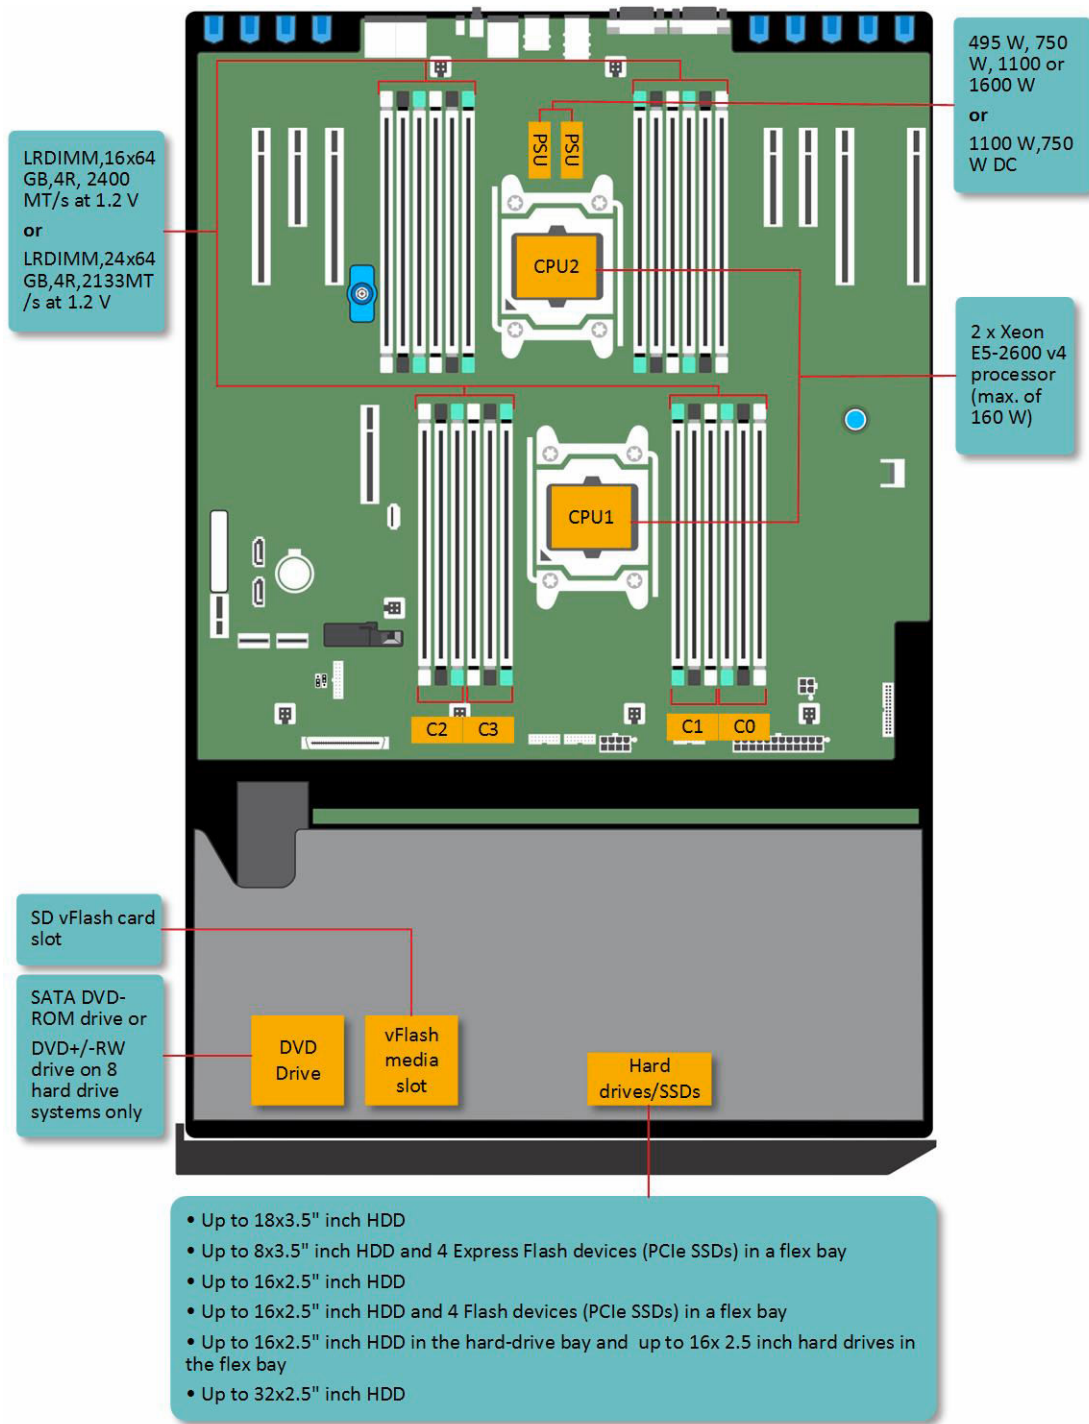 495 W, 750
W, 1100 or
1600 W
or
1100 W,750
W DC
LRDIMM,16x64
GB,4R, 2400
MT/s at 1.2 V
or
LRDIMM,24x64
GB,4R,2133MT
/s at 1.2 V
PSU
PSU
CPU2
2 x Xeon
E5-2600 v4
processor
(max. of
160 W)
CPU1
C2
C3
C1
C0
SD vFlash card
slot
SATA DVD-
ROM drive or
DVD+/-RW
drive on 8
hard drive
systems only
DVD
Drive
vFlash
media
slot
Hard
drives/SSDs
• Up to 18x3.5" inch HDD
• Up to 8x3.5" inch HDD and 4 Express Flash devices (PCIe SSDs) in a flex bay
• Up to 16x2.5" inch HDD
• Up to 16x2.5" inch HDD and 4 Flash devices (PCIe SSDs) in a flex bay
• Up to 16x2.5" inch HDD in the hard-drive bay and  up to 16x 2.5 inch hard drives in
the flex bay
• Up to 32x2.5" inch HDD